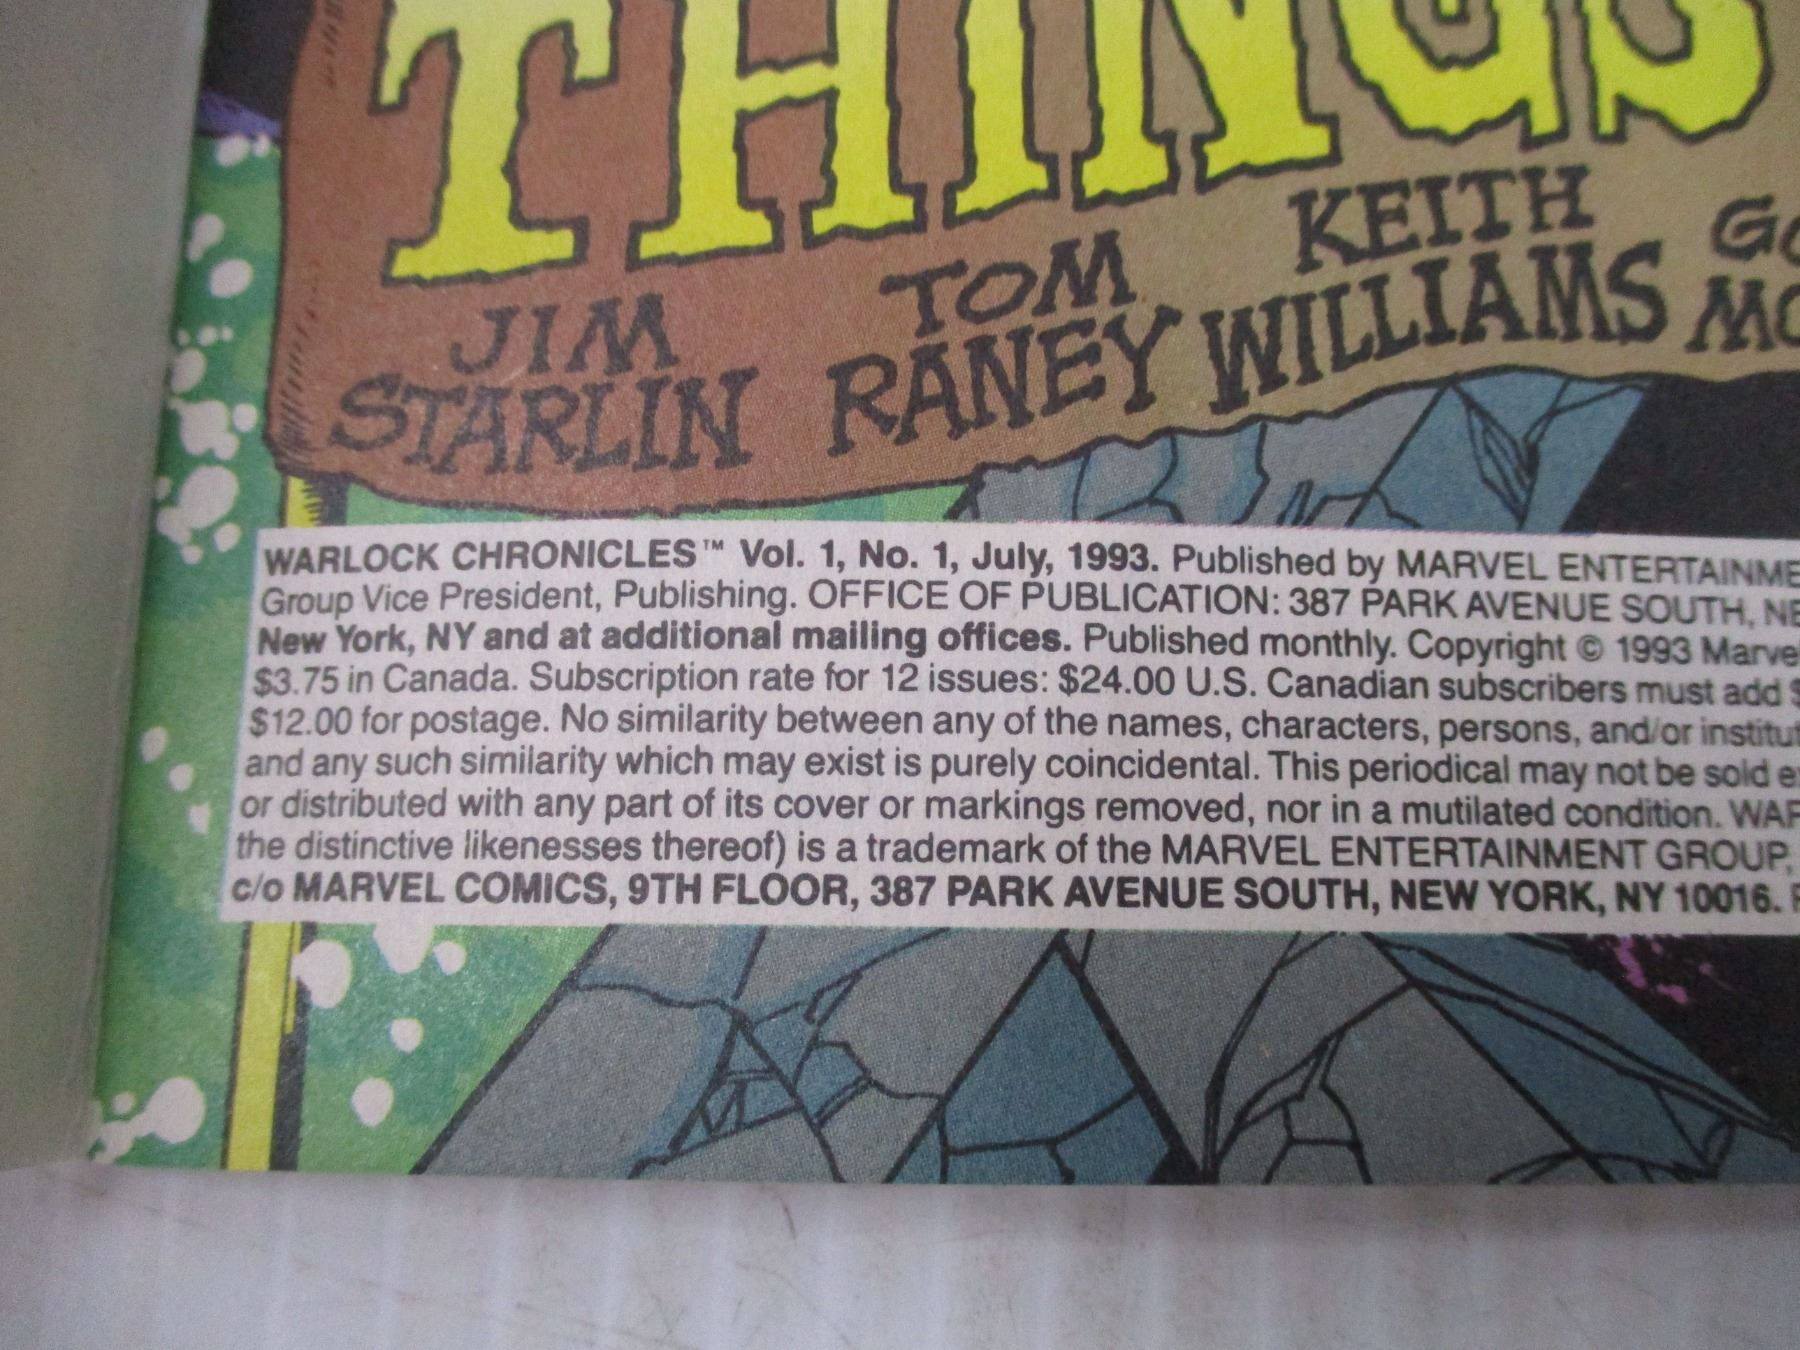 THINGS
JIM STARLIN
TOM RANEY
KEITH WILLIAMS
WARLOCK CHRONICLES™ Vol. 1, No. 1, July, 1993. Published by MARVEL ENTERTAINME
Group Vice President, Publishing. OFFICE OF PUBLICATION: 387 PARK AVENUE SOUTH, NE
New York, NY and at additional mailing offices. Published monthly. Copyright © 1993 Marvel
$3.75 in Canada. Subscription rate for 12 issues: $24.00 U.S. Canadian subscribers must add $
$12.00 for postage. No similarity between any of the names, characters, persons, and/or institut
and any such similarity which may exist is purely coincidental. This periodical may not be sold e
or distributed with any part of its cover or markings removed, nor in a mutilated condition. WAR
the distinctive likenesses thereof) is a trademark of the MARVEL ENTERTAINMENT GROUP,
c/o MARVEL COMICS, 9TH FLOOR, 387 PARK AVENUE SOUTH, NEW YORK, NY 10016.